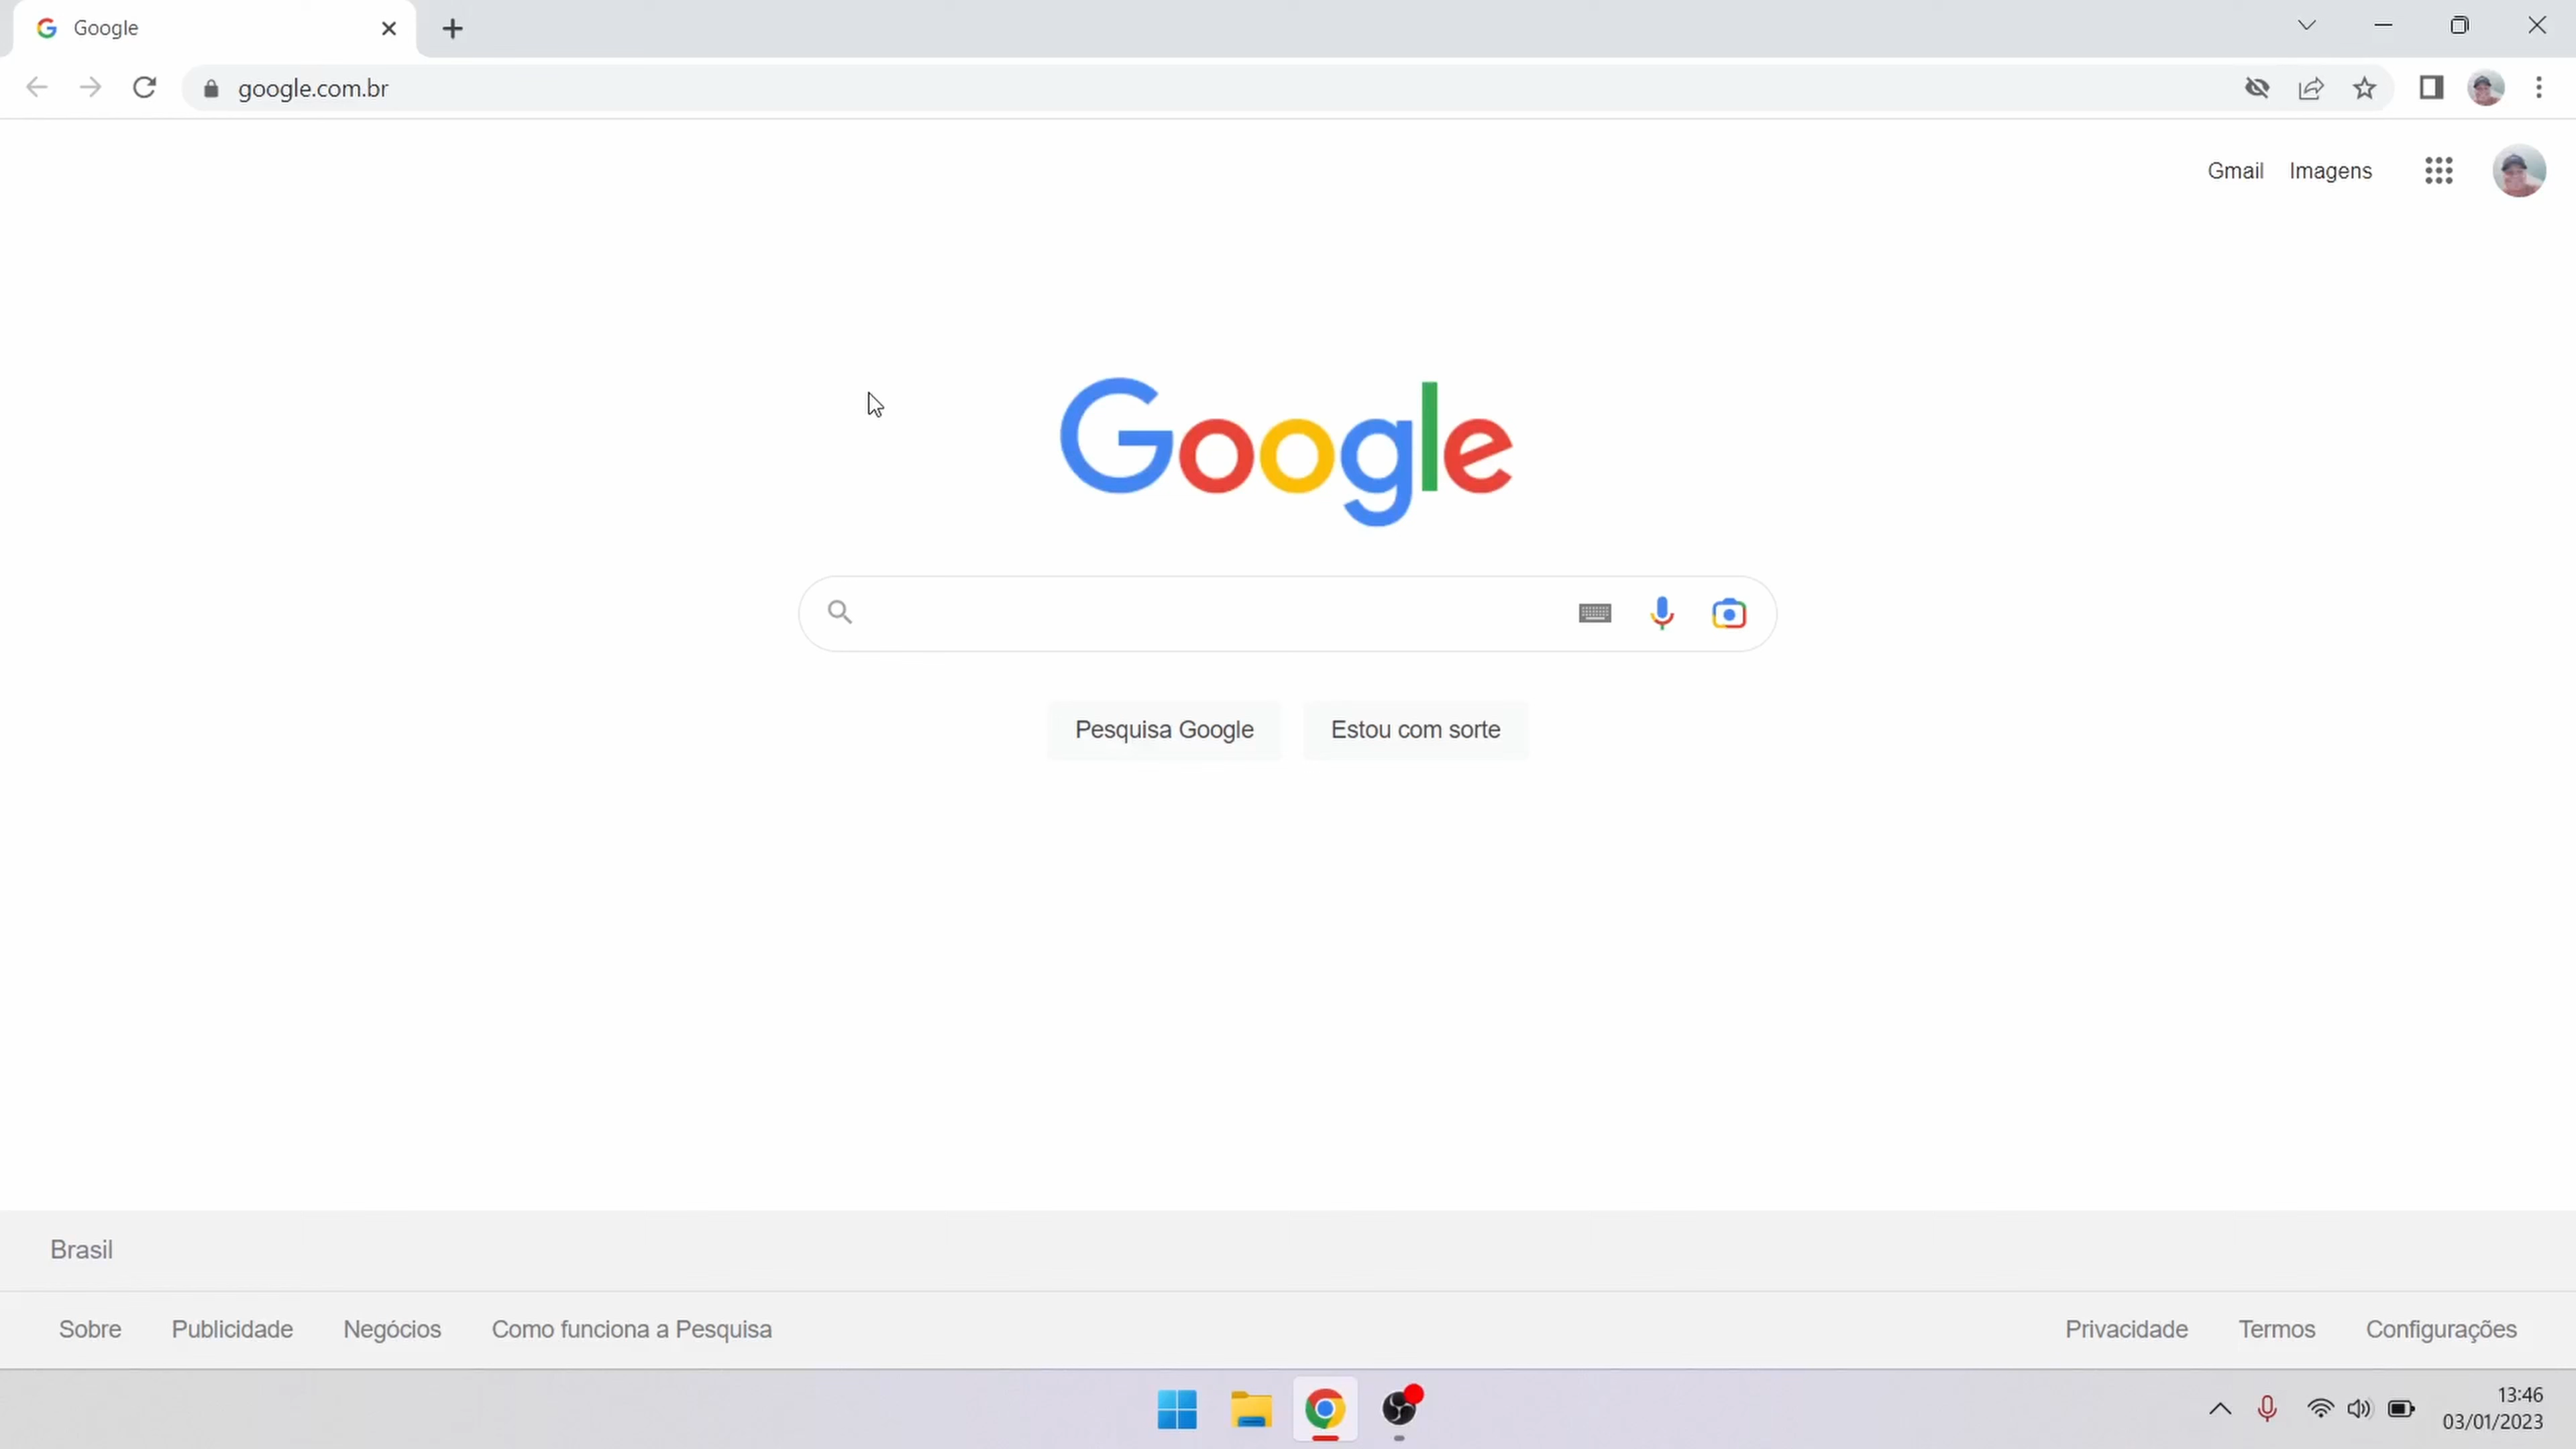 Google
google.com.br
Gmail Imagens
Google
Pesquisa Google Estou com sorte
Brasil
Sobre Publicidade Negócios Como funciona a Pesquisa Privacidade Termos Configurações
13:46
03/01/2023